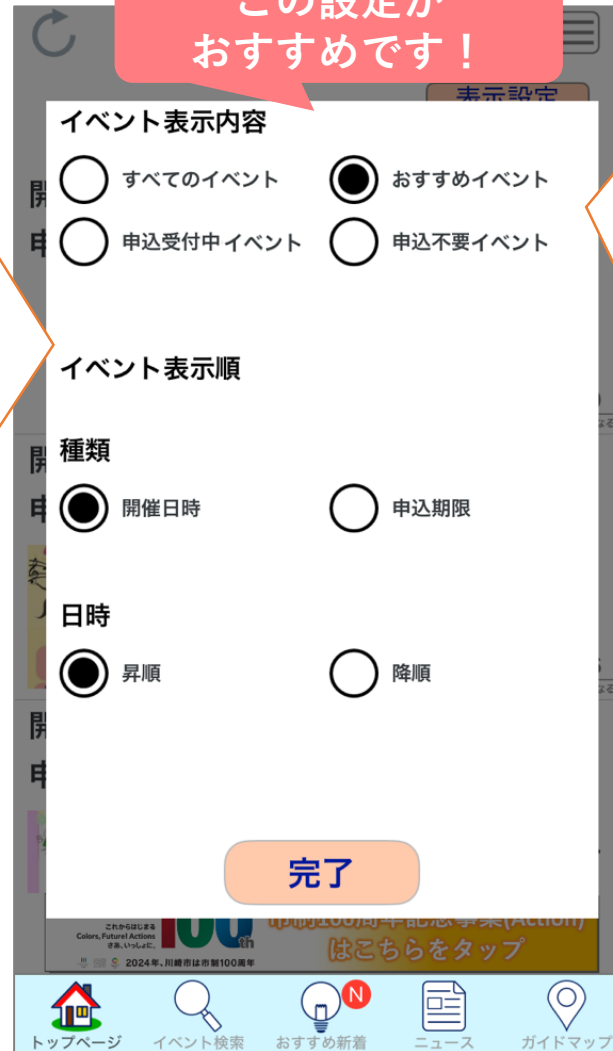 この設定が
おすすめです！
表示設定
イベント表示内容
すべてのイベント
おすすめイベント
申込受付中イベント
申込不要イベント
イベント表示順
種類
開催日時
申込期限
日時
昇順
降順
完了
これからはじまる
Colors, Future! Actions
さあ、いっしょに。
100th
2024年、川崎市は市制100周年
市制100周年記念事業(Action)
はこちらをタップ
N
トップページ
イベント検索
おすすめ新着
ニュース
ガイドマップ